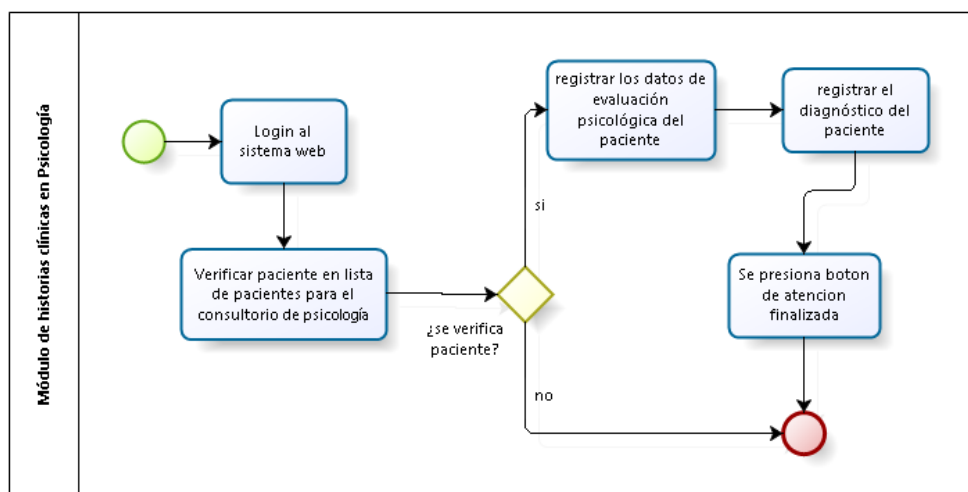 Módulo de historias clínicas en Psicología
Login al
sistema web
Verificar paciente en lista
de pacientes para el
consultorio de psicología
¿se verifica
paciente?
si
registrar los datos de
evaluación
psicológica del
paciente
registrar el
diagnóstico del
paciente
Se presiona boton
de atencion
finalizada
no